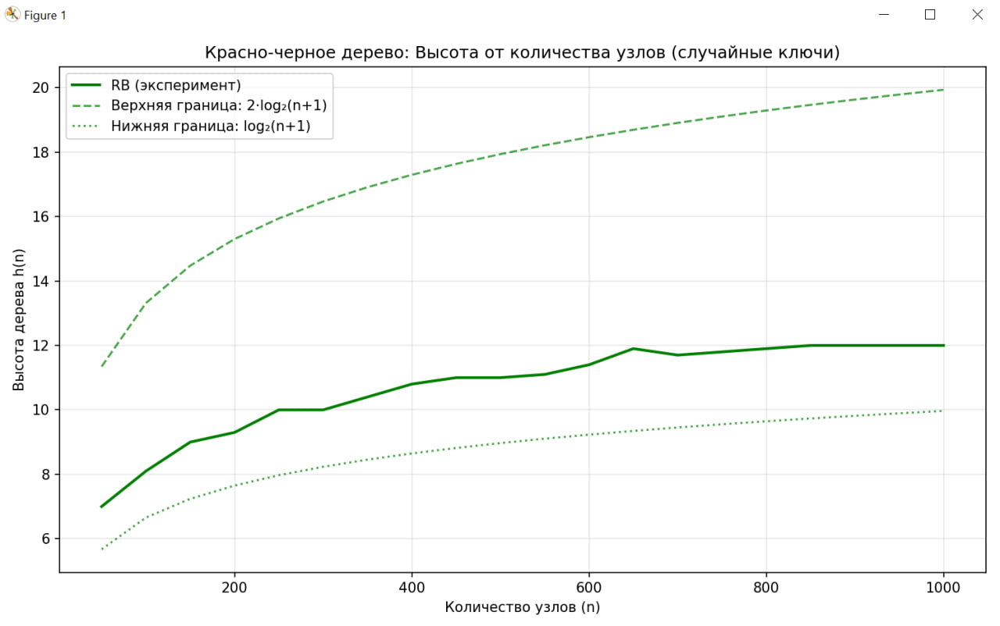 Figure 1
Красно-черное дерево: Высота от количества узлов (случайные ключи)
RB (эксперимент)
Верхняя граница: 2·log₂(n+1)
Нижняя граница: log₂(n+1)
20
18
16
14
12
10
8
6
Высота дерева h(n)
200
400
600
800
1000
Количество узлов (n)